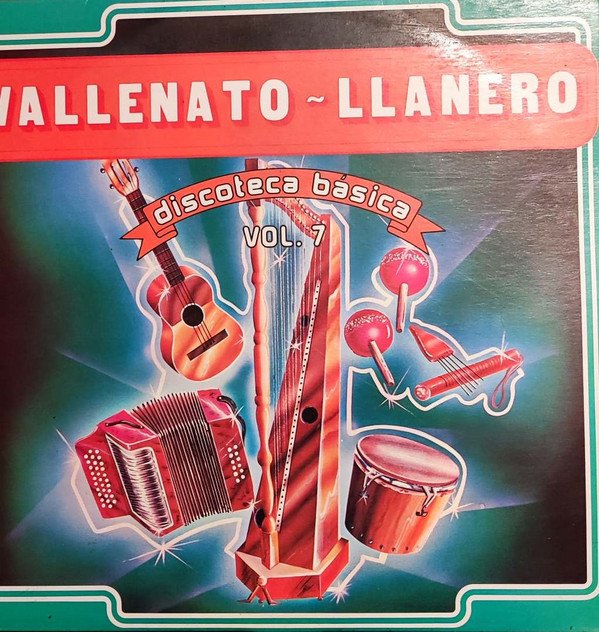 VALLENATO ~ LLANERO
discoteca básica
VOL. 7